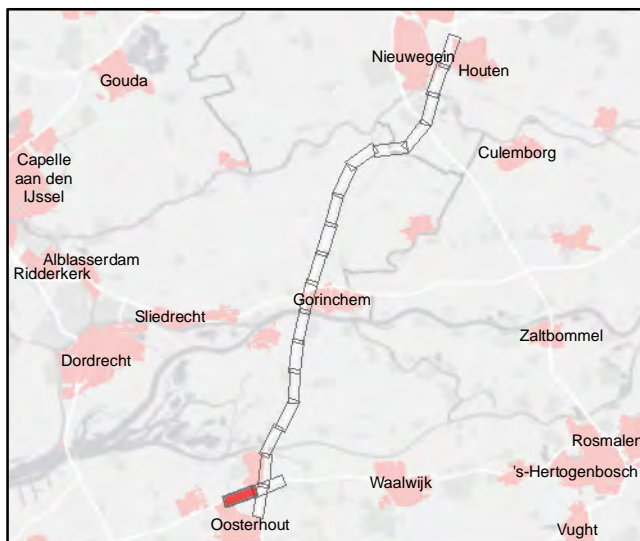 Nieuwegein
Houten
Gouda
Culemborg
Capelle
aan den
IJssel
Alblasserdam
Ridderkerk
Sliedrecht
Gorinchem
Dordrecht
Zaltbommel
Rosmalen
's-Hertogenbosch
Waalwijk
Oosterhout
Vught